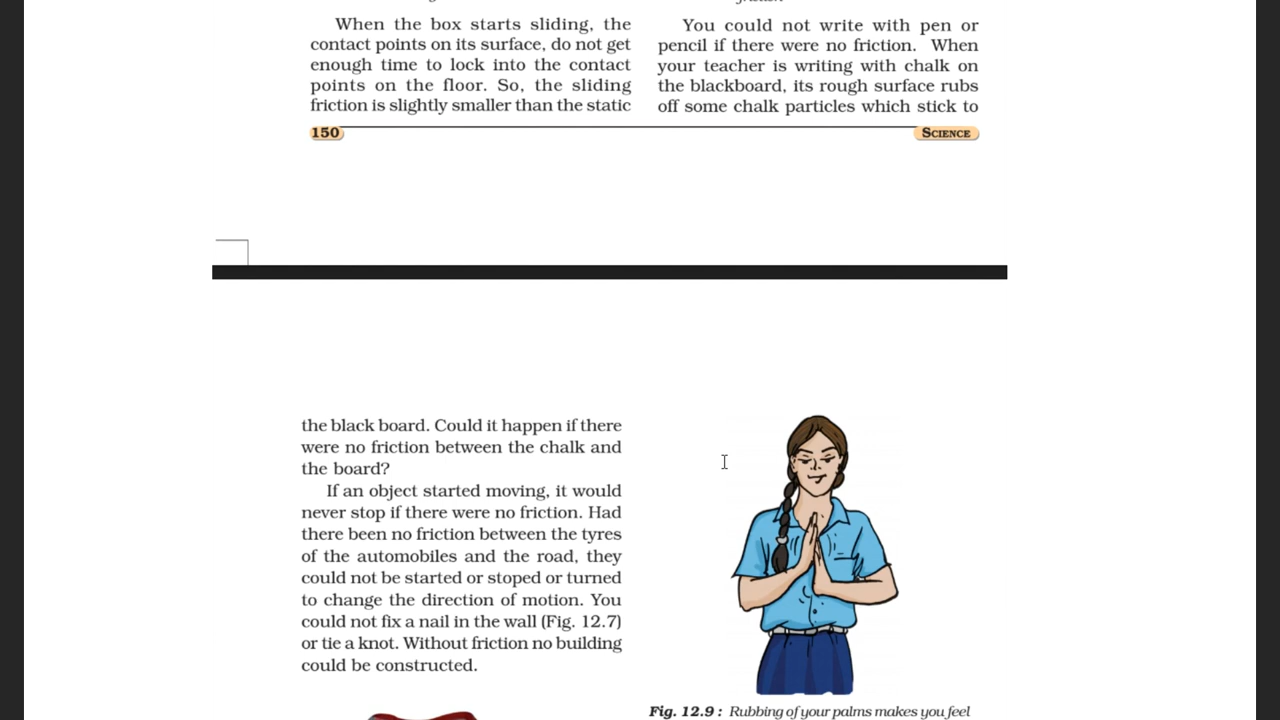 When the box starts sliding, the
contact points on its surface, do not get
enough time to lock into the contact
points on the floor. So, the sliding
friction is slightly smaller than the static
You could not write with pen or
pencil if there were no friction. When
your teacher is writing with chalk on
the blackboard, its rough surface rubs
off some chalk particles which stick to
150
SCIENCE
the black board. Could it happen if there
were no friction between the chalk and
the board?
If an object started moving, it would
never stop if there were no friction. Had
there been no friction between the tyres
of the automobiles and the road, they
could not be started or stoped or turned
to change the direction of motion. You
could not fix a nail in the wall (Fig. 12.7)
or tie a knot. Without friction no building
could be constructed.
Fig. 12.9 : Rubbing of your palms makes you feel